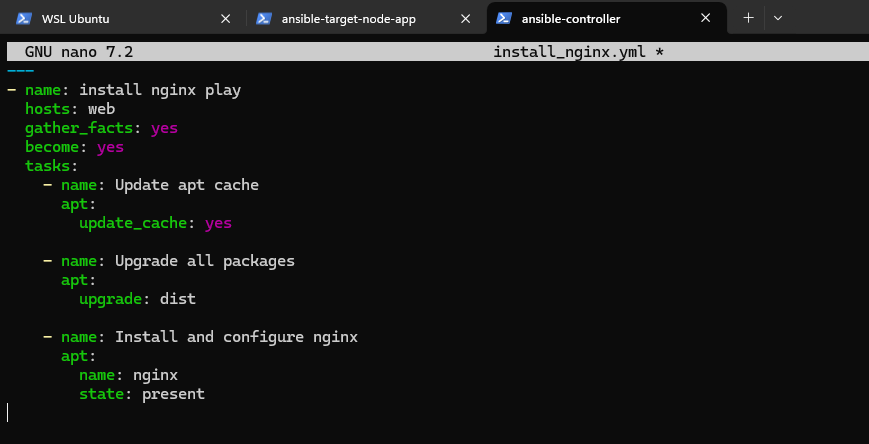 WSL Ubuntu
ansible-target-node-app
ansible-controller
GNU nano 7.2 install_nginx.yml *
---
- name: install nginx play
  hosts: web
  gather_facts: yes
  become: yes
  tasks:
    - name: Update apt cache
      apt:
        update_cache: yes

    - name: Upgrade all packages
      apt:
        upgrade: dist

    - name: Install and configure nginx
      apt:
        name: nginx
        state: present